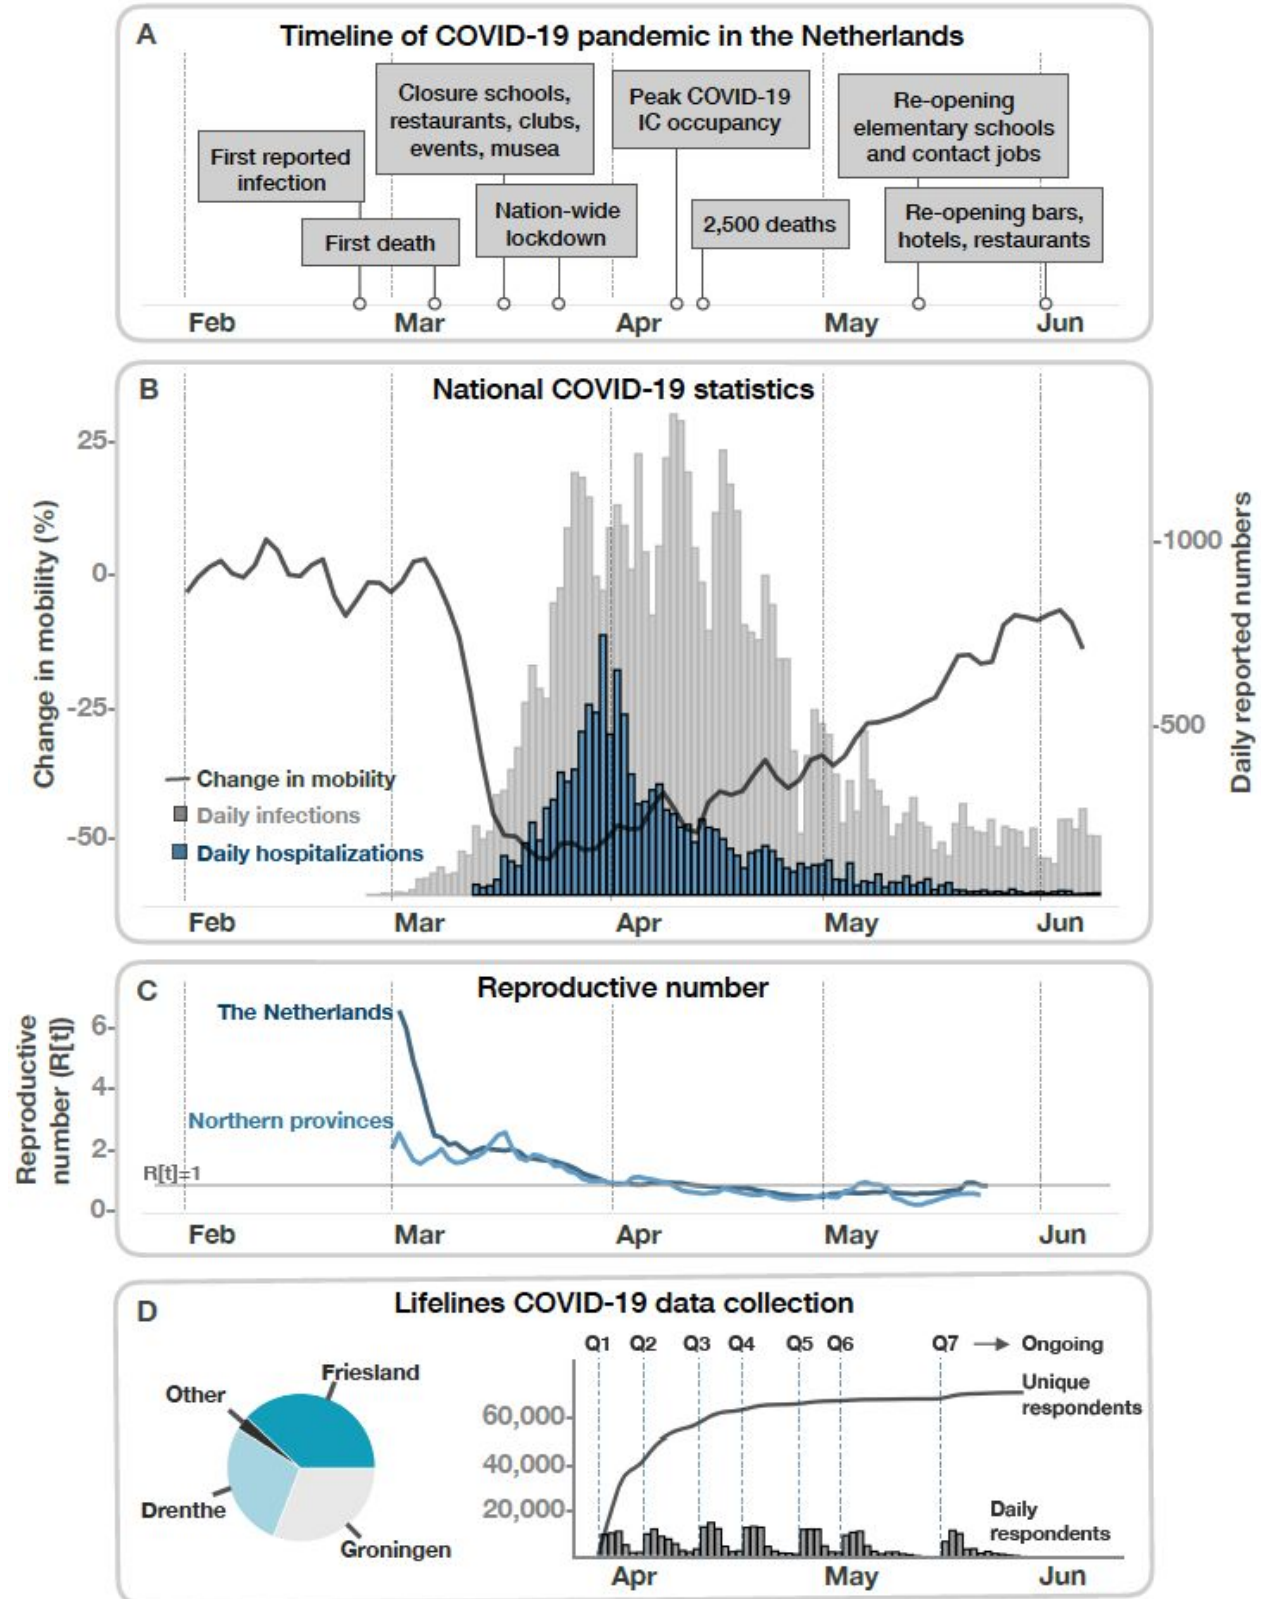 A
Timeline of COVID-19 pandemic in the Netherlands
First reported
infection
First death
Closure schools,
restaurants, clubs,
events, musea
Nation-wide
lockdown
Peak COVID-19
IC occupancy
2,500 deaths
Re-opening
elementary schools
and contact jobs
Re-opening bars,
hotels, restaurants
Feb Mar Apr May Jun
B
National COVID-19 statistics
Change in mobility (%)
25-
0-
-25-
-50-
Change in mobility
Daily infections
Daily hospitalizations
-1000
-500
Daily reported numbers
Feb Mar Apr May Jun
C
Reproductive number
Reproductive
number (R[t])
6-
4-
2-
0-
The Netherlands
Northern provinces
R[t]=1
Feb Mar Apr May Jun
D
Lifelines COVID-19 data collection
Friesland
Other
Drenthe
Groningen
Q1 Q2 Q3 Q4 Q5 Q6 Q7 → Ongoing
60,000-
40,000-
20,000-
Unique
respondents
Daily
respondents
Apr May Jun